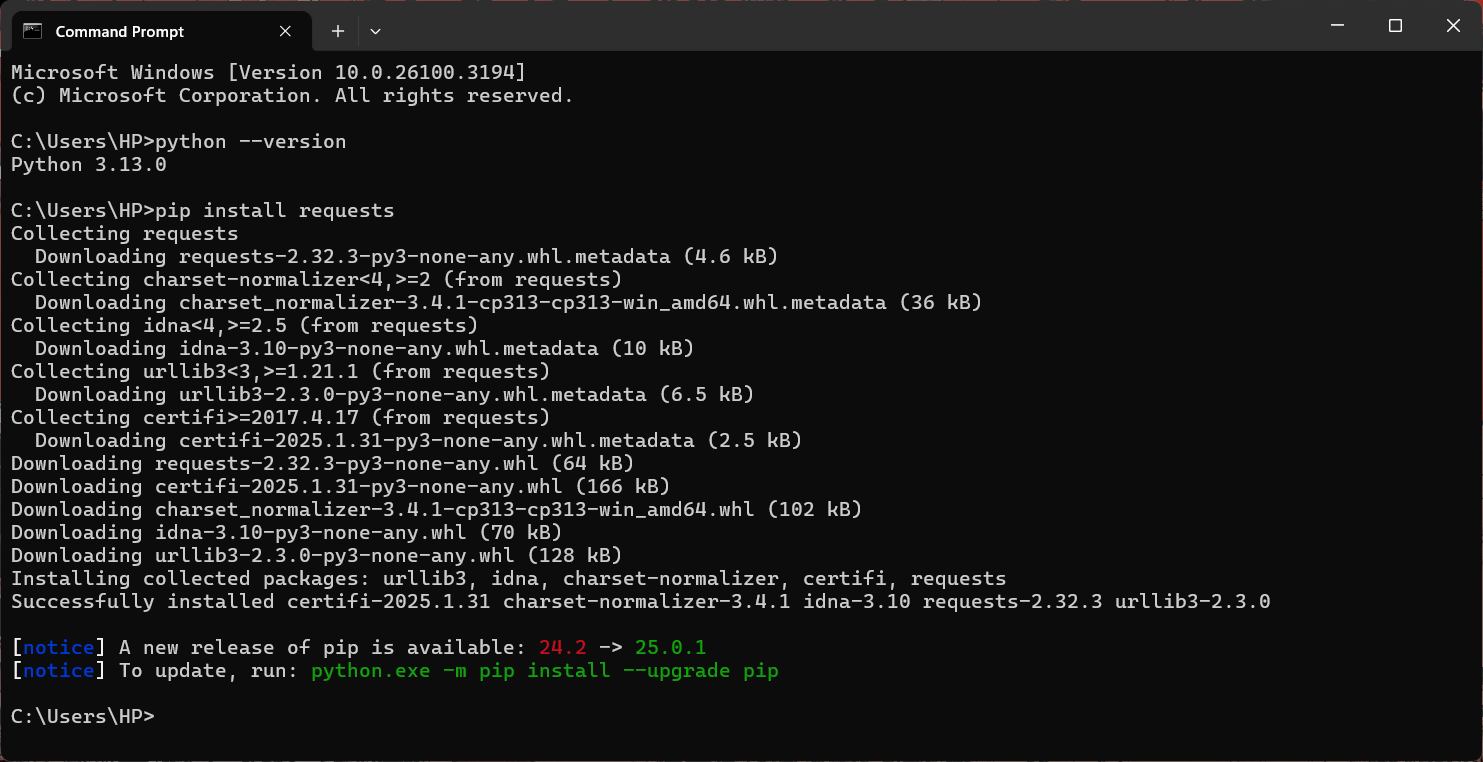 Command Prompt
Microsoft Windows [Version 10.0.26100.3194]
(c) Microsoft Corporation. All rights reserved.
C:\Users\HP>python --version
Python 3.13.0
C:\Users\HP>pip install requests
Collecting requests
  Downloading requests-2.32.3-py3-none-any.whl.metadata (4.6 kB)
Collecting charset-normalizer<4,>=2 (from requests)
  Downloading charset_normalizer-3.4.1-cp313-cp313-win_amd64.whl.metadata (36 kB)
Collecting idna<4,>=2.5 (from requests)
  Downloading idna-3.10-py3-none-any.whl.metadata (10 kB)
Collecting urllib3<3,>=1.21.1 (from requests)
  Downloading urllib3-2.3.0-py3-none-any.whl.metadata (6.5 kB)
Collecting certifi>=2017.4.17 (from requests)
  Downloading certifi-2025.1.31-py3-none-any.whl.metadata (2.5 kB)
Downloading requests-2.32.3-py3-none-any.whl (64 kB)
Downloading certifi-2025.1.31-py3-none-any.whl (166 kB)
Downloading charset_normalizer-3.4.1-cp313-cp313-win_amd64.whl (102 kB)
Downloading idna-3.10-py3-none-any.whl (70 kB)
Downloading urllib3-2.3.0-py3-none-any.whl (128 kB)
Installing collected packages: urllib3, idna, charset-normalizer, certifi, requests
Successfully installed certifi-2025.1.31 charset-normalizer-3.4.1 idna-3.10 requests-2.32.3 urllib3-2.3.0
[notice] A new release of pip is available: 24.2 -> 25.0.1
[notice] To update, run: python.exe -m pip install --upgrade pip
C:\Users\HP>